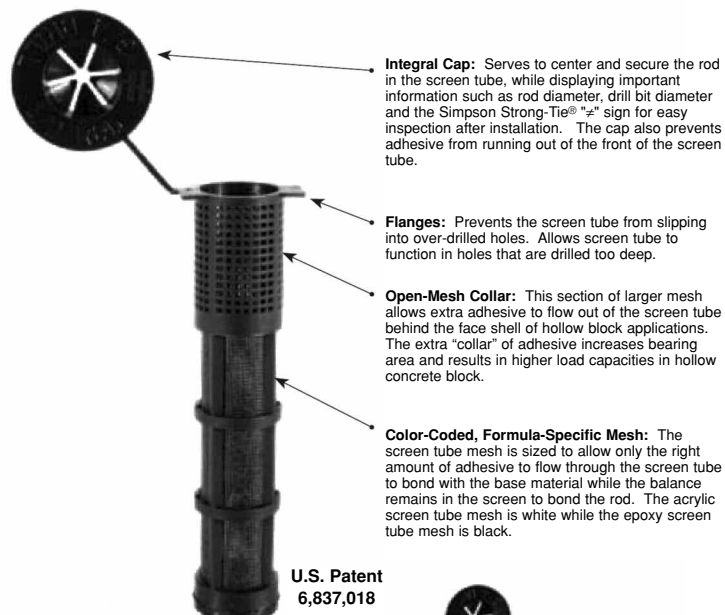 Integral Cap: Serves to center and secure the rod
in the screen tube, while displaying important
information such as rod diameter, drill bit diameter
and the Simpson Strong-Tie® "≠" sign for easy
inspection after installation. The cap also prevents
adhesive from running out of the front of the screen
tube.
Flanges: Prevents the screen tube from slipping
into over-drilled holes. Allows screen tube to
function in holes that are drilled too deep.
Open-Mesh Collar: This section of larger mesh
allows extra adhesive to flow out of the screen tube
behind the face shell of hollow block applications.
The extra “collar” of adhesive increases bearing
area and results in higher load capacities in hollow
concrete block.
Color-Coded, Formula-Specific Mesh: The
screen tube mesh is sized to allow only the right
amount of adhesive to flow through the screen tube
to bond with the base material while the balance
remains in the screen to bond the rod. The acrylic
screen tube mesh is white while the epoxy screen
tube mesh is black.
U.S. Patent
6,837,018